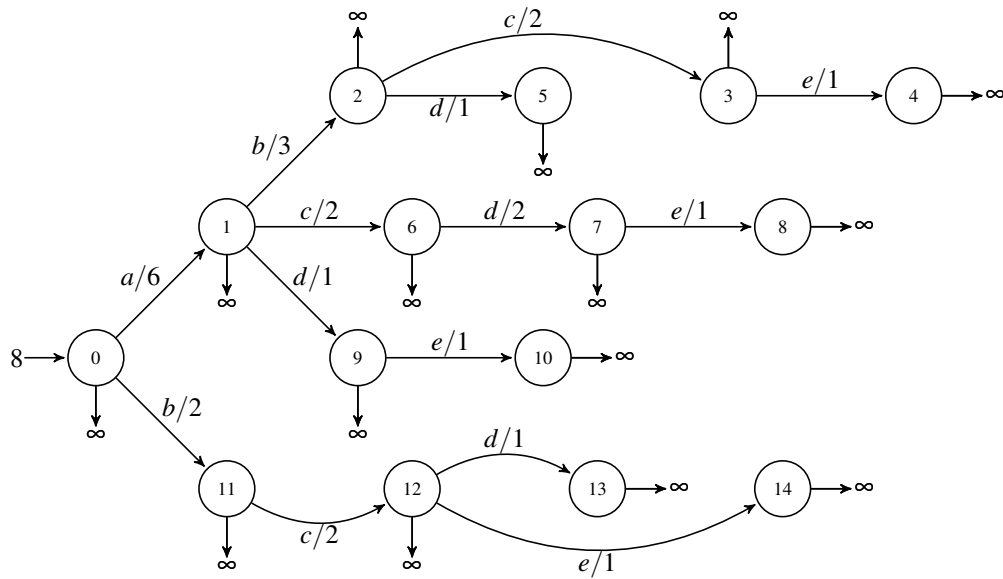 ∞ ∞
c/2
2 d/1 5 3 e/1 4 ∞
b/3
∞
1 c/2 6 d/2 7 e/1 8 ∞
a/6 d/1
∞ ∞ ∞
8 0 9 e/1 10 ∞
b/2
∞ ∞
d/1
11 12 13 ∞ 14 ∞
c/2
∞ ∞ e/1